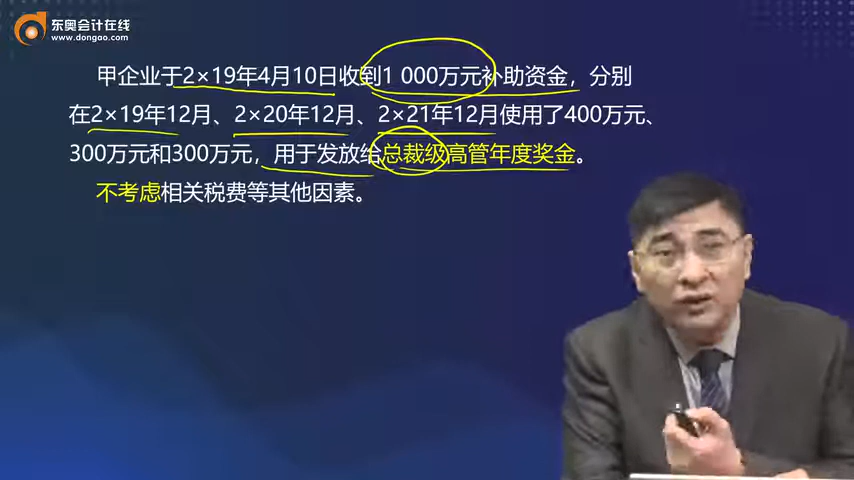 东奥会计在线
www.dongao.com
甲企业于2×19年4月10日收到1 000万元补助资金，分别
在2×19年12月、2×20年12月、2×21年12月使用了400万元、
300万元和300万元，用于发放给总裁级高管年度奖金。
不考虑相关税费等其他因素。